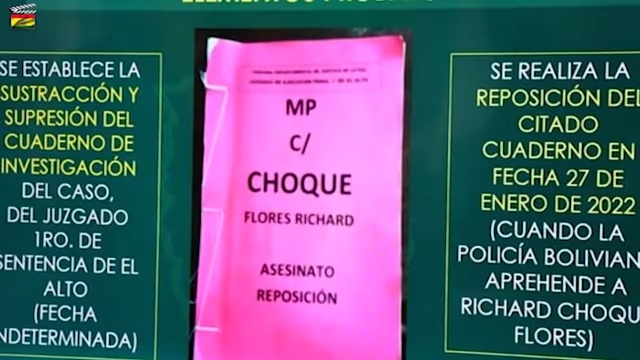 SE ESTABLECE LA
SUSTRACCIÓN Y
SUPRESIÓN DEL
CUADERNO DE
INVESTIGACIÓN
DEL CASO,
DEL JUZGADO
1RO. DE
SENTENCIA DE EL
ALTO
(FECHA
INDETERMINADA)
MP
C/
CHOQUE
FLORES RICHARD
ASESINATO
REPOSICIÓN
SE REALIZA LA
REPOSICIÓN DEL
CITADO
CUADERNO EN
FECHA 27 DE
ENERO DE 2022
(CUANDO LA
POLICÍA BOLIVIAN
APREHENDE A
RICHARD CHOQU
FLORES)